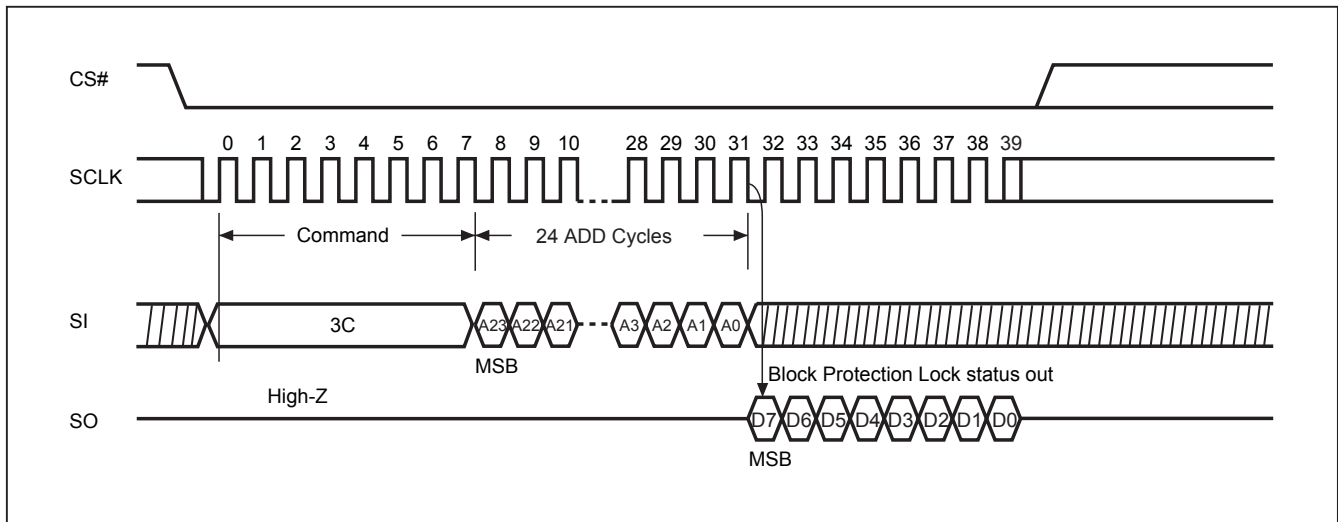 CS#
0 1 2 3 4 5 6 7 8 9 10 28 29 30 31 32 33 34 35 36 37 38 39
SCLK
Command 24 ADD Cycles
SI 3C A23 A22 A21 A3 A2 A1 A0
MSB
Block Protection Lock status out
High-Z
SO D7 D6 D5 D4 D3 D2 D1 D0
MSB